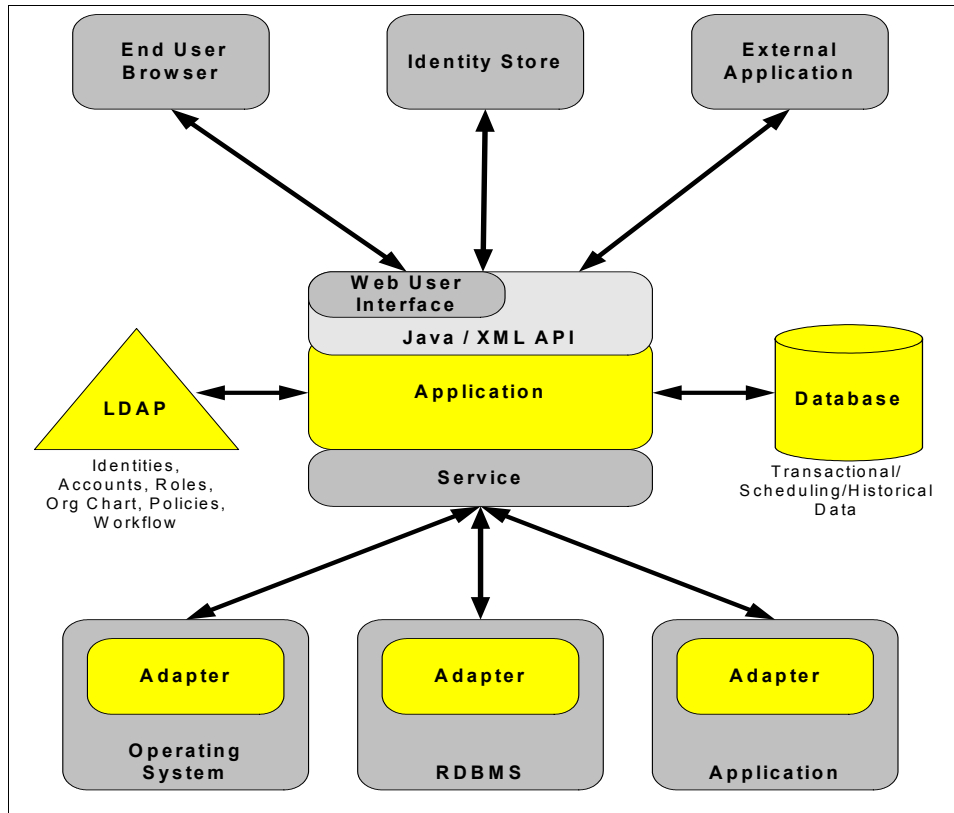 End User
Browser
Identity Store
External
Application
Web User
Interface
Java / XML API
Application
LDAP
Database
Identities,
Accounts, Roles,
Org Chart, Policies,
Workflow
Service
Transactional/
Scheduling/Historical
Data
Adapter
Adapter
Adapter
Operating
System
RDBMS
Application